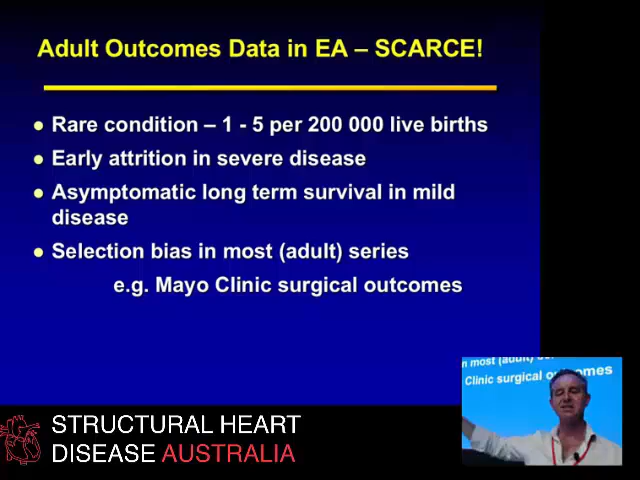 Adult Outcomes Data in EA – SCARCE!
Rare condition – 1 - 5 per 200 000 live births
Early attrition in severe disease
Asymptomatic long term survival in mild
disease
Selection bias in most (adult) series
e.g. Mayo Clinic surgical outcomes
n most (adult)
Clinic surgical outcomes
STRUCTURAL HEART
DISEASE AUSTRALIA